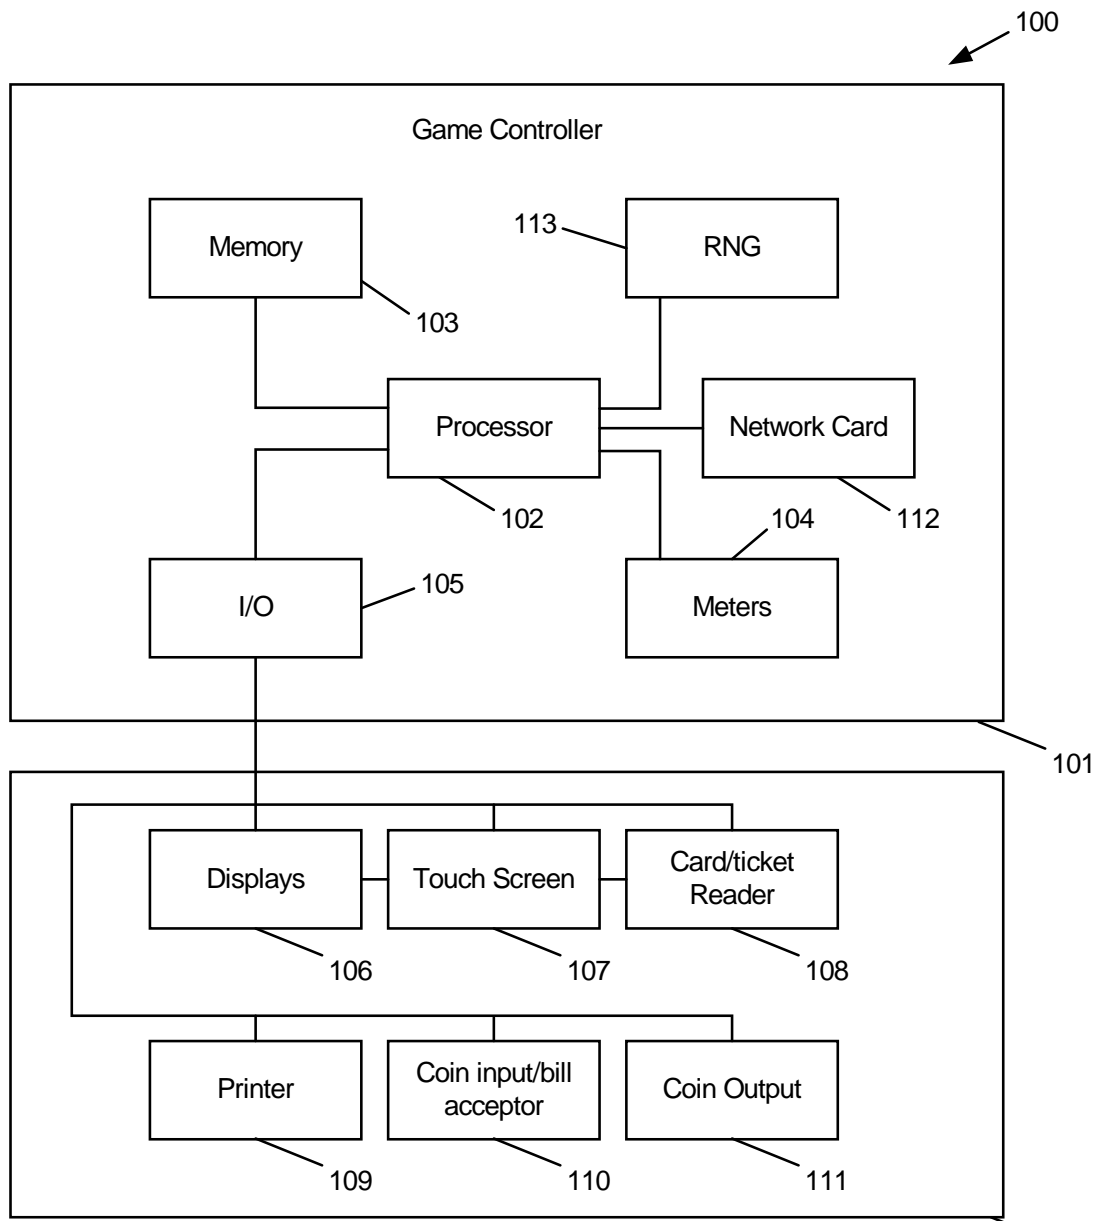 100
Game Controller
Memory
113
RNG
103
Processor
Network Card
102
104
112
I/O
105
Meters
101
Displays
Touch Screen
Card/ticket
Reader
106
107
108
Printer
Coin input/bill
acceptor
Coin Output
109
110
111